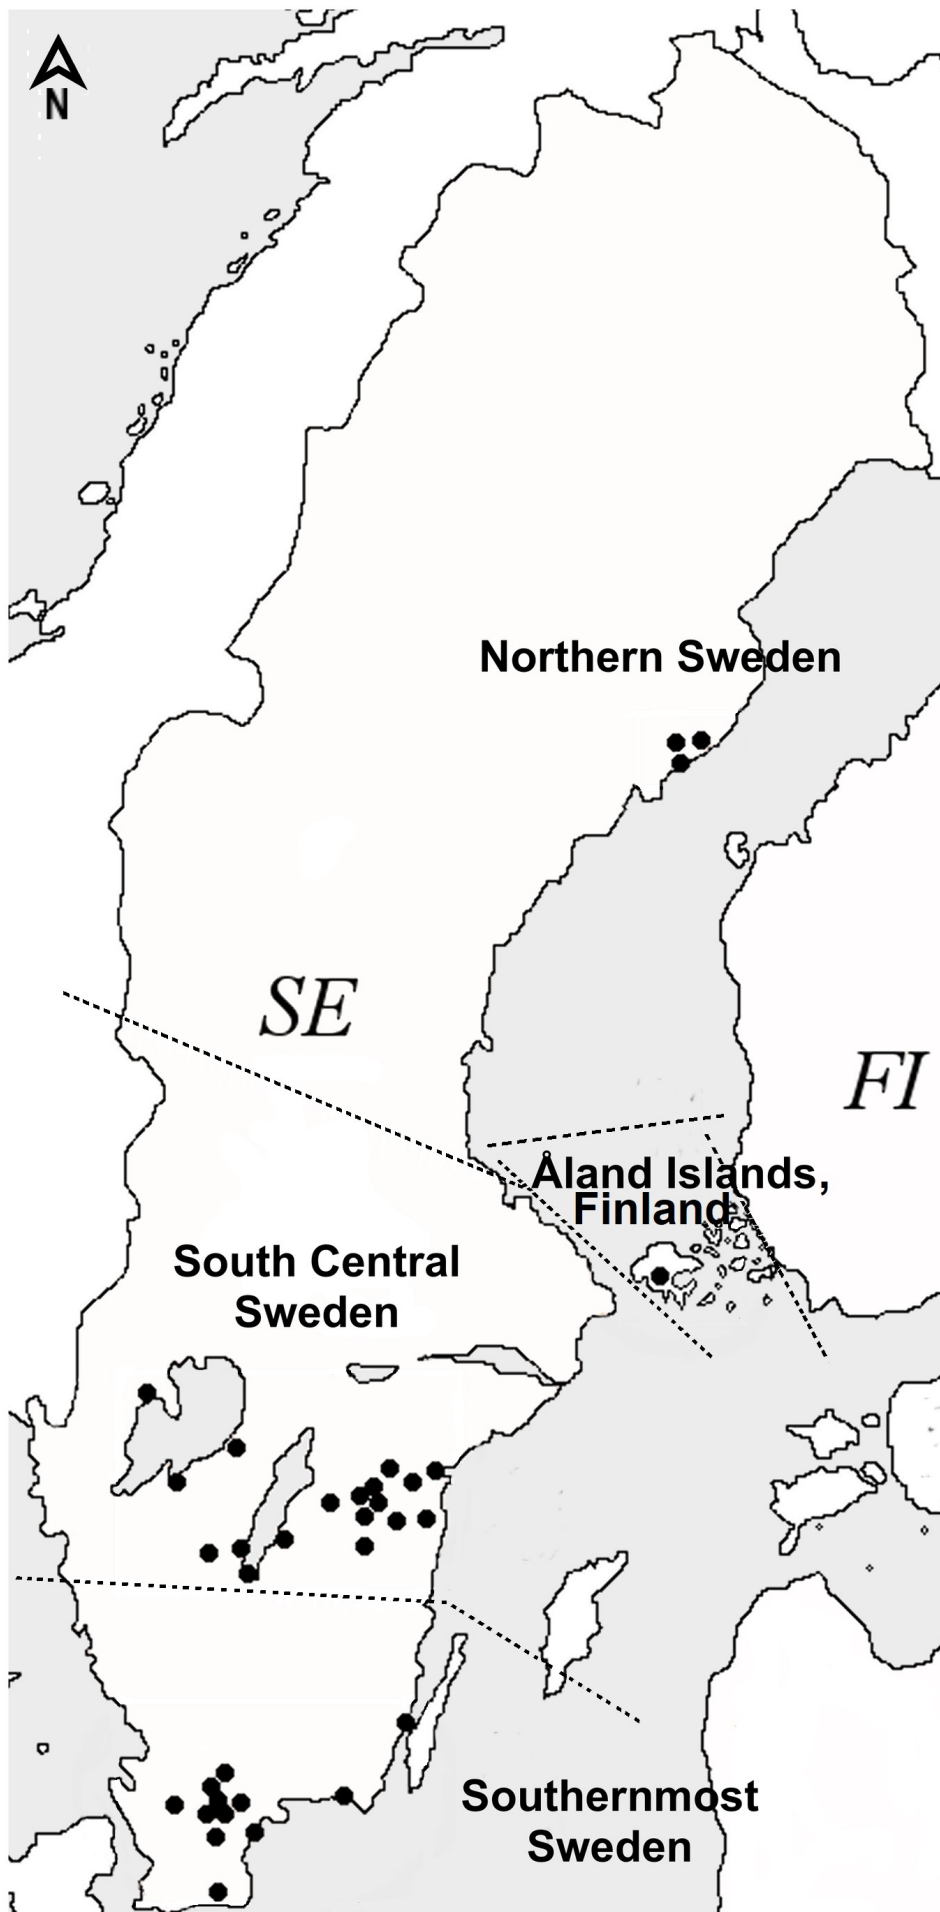 N
Northern Sweden
SE
FI
Åland Islands,
Finland
South Central
Sweden
Southernmost
Sweden